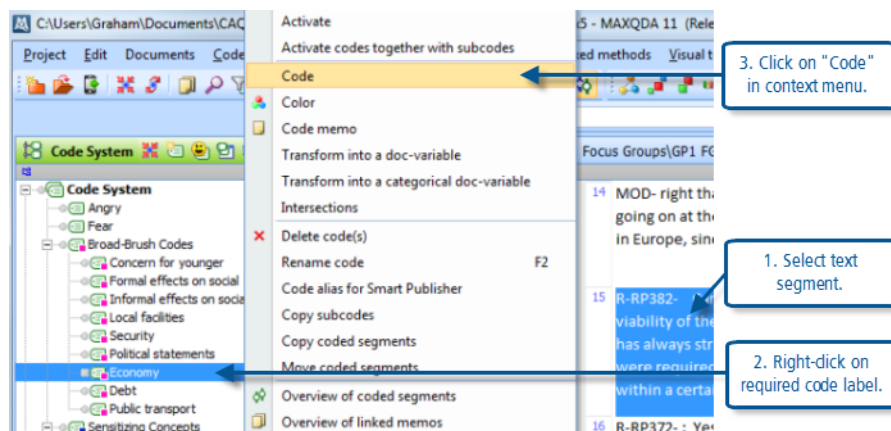 C:\Users\Graham\Documents\CAQ
5 - MAXQDA 11 (Rele
Project Edit Documents Code
ed methods Visual t
Activate
Activate codes together with subcodes
Code
Color
Code memo
Transform into a doc-variable
Transform into a categorical doc-variable
Intersections
Delete code(s)
Rename code F2
Code alias for Smart Publisher
Copy subcodes
Copy coded segments
Move coded segments
Overview of coded segments
Overview of linked memos
Code System
Code System
Angry
Fear
Broad-Brush Codes
Concern for younger
Formal effects on social
Informal effects on socia
Local facilities
Security
Political statements
Economy
Debt
Public transport
Sensitizing Concepts
Focus Groups\GP1 FG
14 MOD- right tha
going on at the
in Europe, sinc
15 R-RP382-
viability of the
has always str
were required
within a certa
16 R-RP372- : Yes
3. Click on "Code"
in context menu.
1. Select text
segment.
2. Right-click on
required code label.